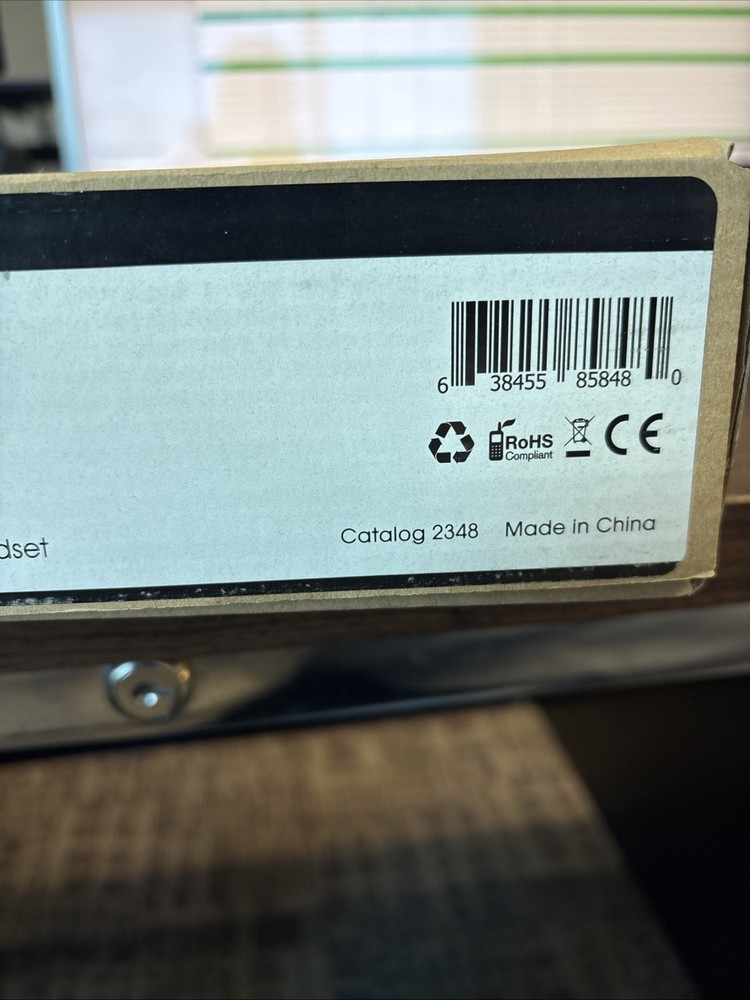 6 38455 85848 0
RoHS
Compliant
CE
dset
Catalog 2348 Made in China